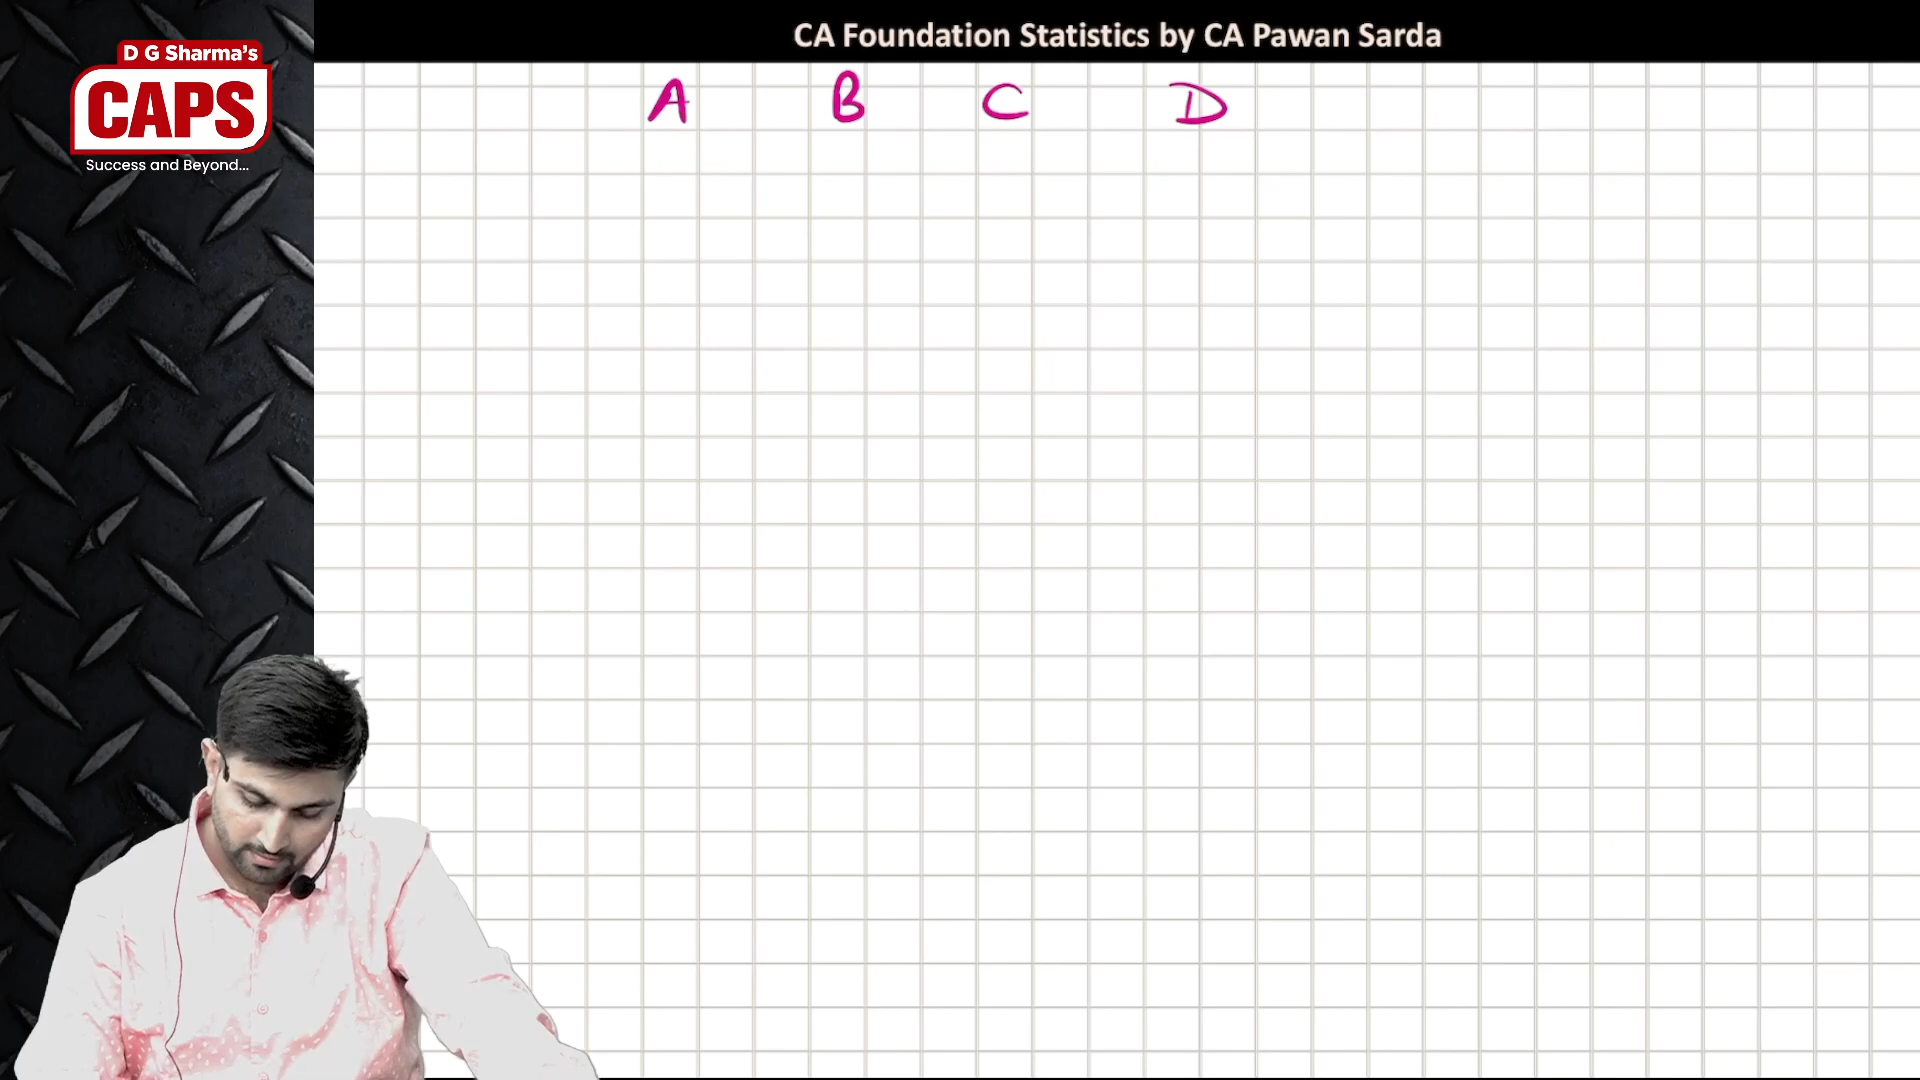 CA Foundation Statistics by CA Pawan Sarda
D G Sharma's
CAPS
Success and Beyond...
A B C D